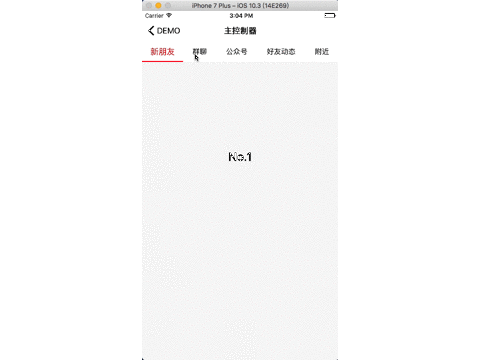 iPhone 7 Plus – iOS 10.3 (14E269)
Carrier 3:04 PM
DEMO 主控制器
新朋友 群聊 公众号 好友动态 附近
No.1